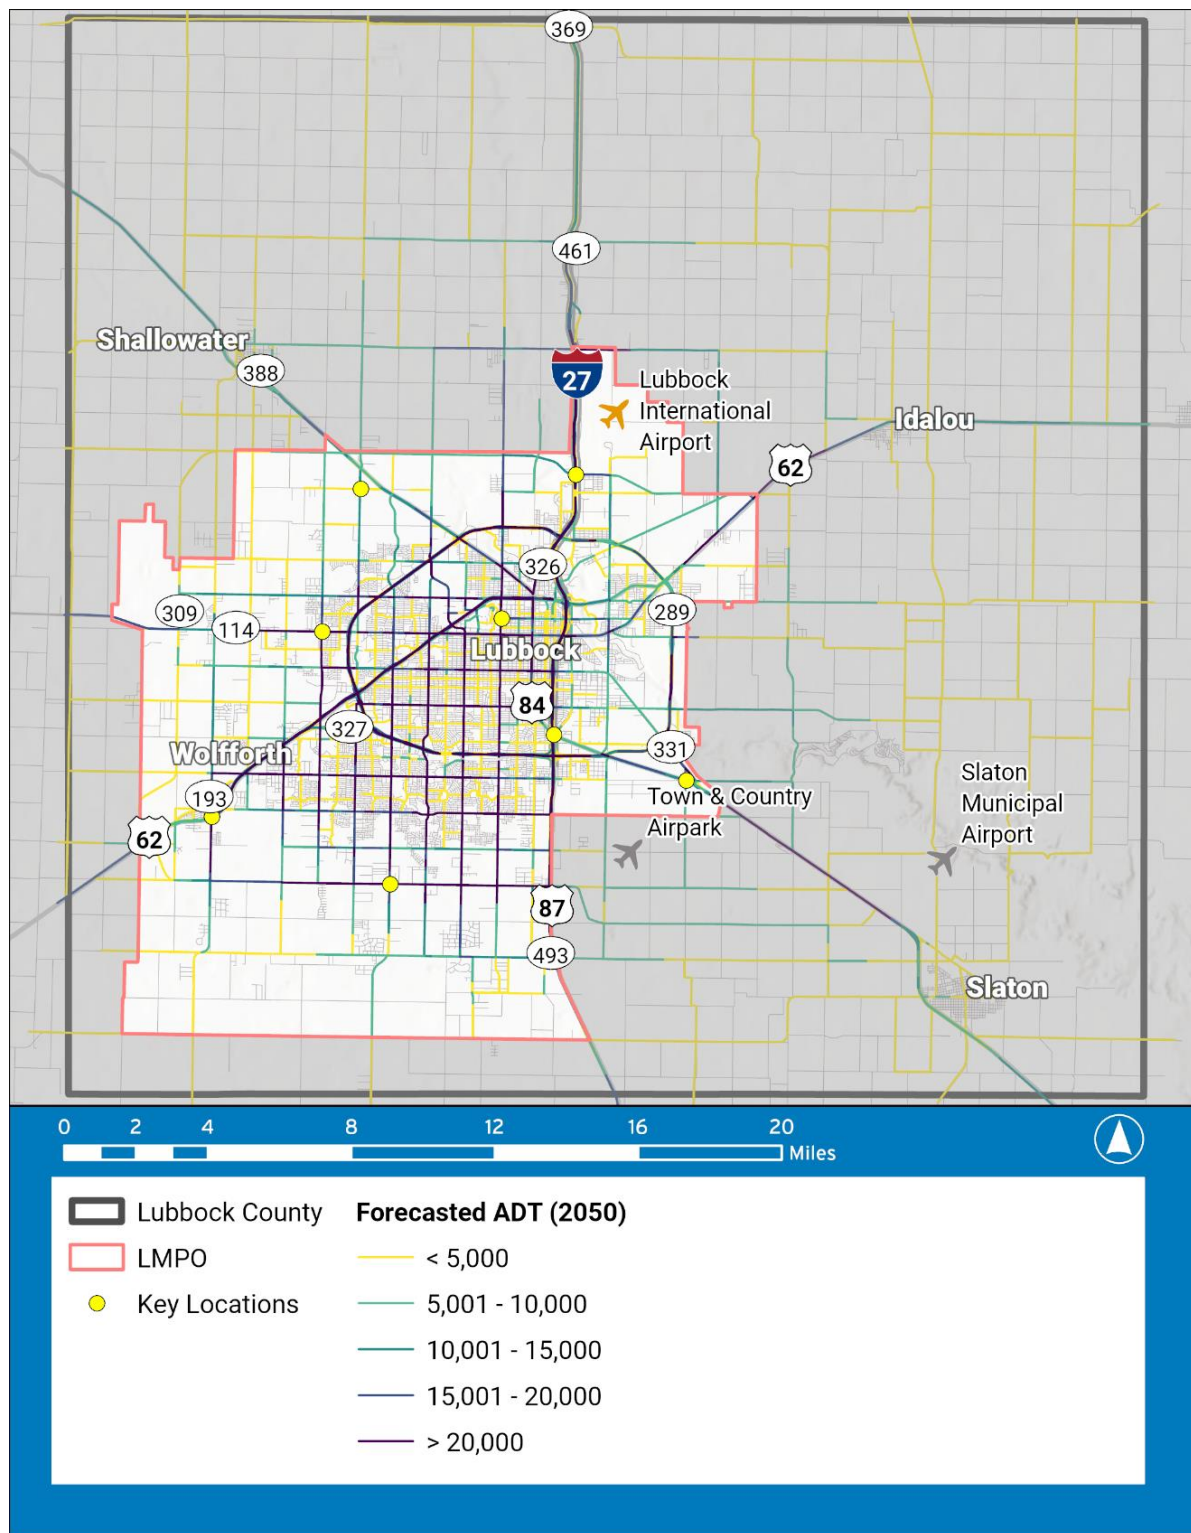 369
461
Shallowater
388
27
Lubbock
International
Airport
Idalou
62
326
309
114
289
Lubbock
84
327
331
Wolfforth
193
Town & Country
Airpark
Slaton
Municipal
Airport
62
87
493
Slaton
0 2 4 8 12 16 20
Miles
Lubbock County
LMPO
Key Locations
Forecasted ADT (2050)
< 5,000
5,001 - 10,000
10,001 - 15,000
15,001 - 20,000
> 20,000